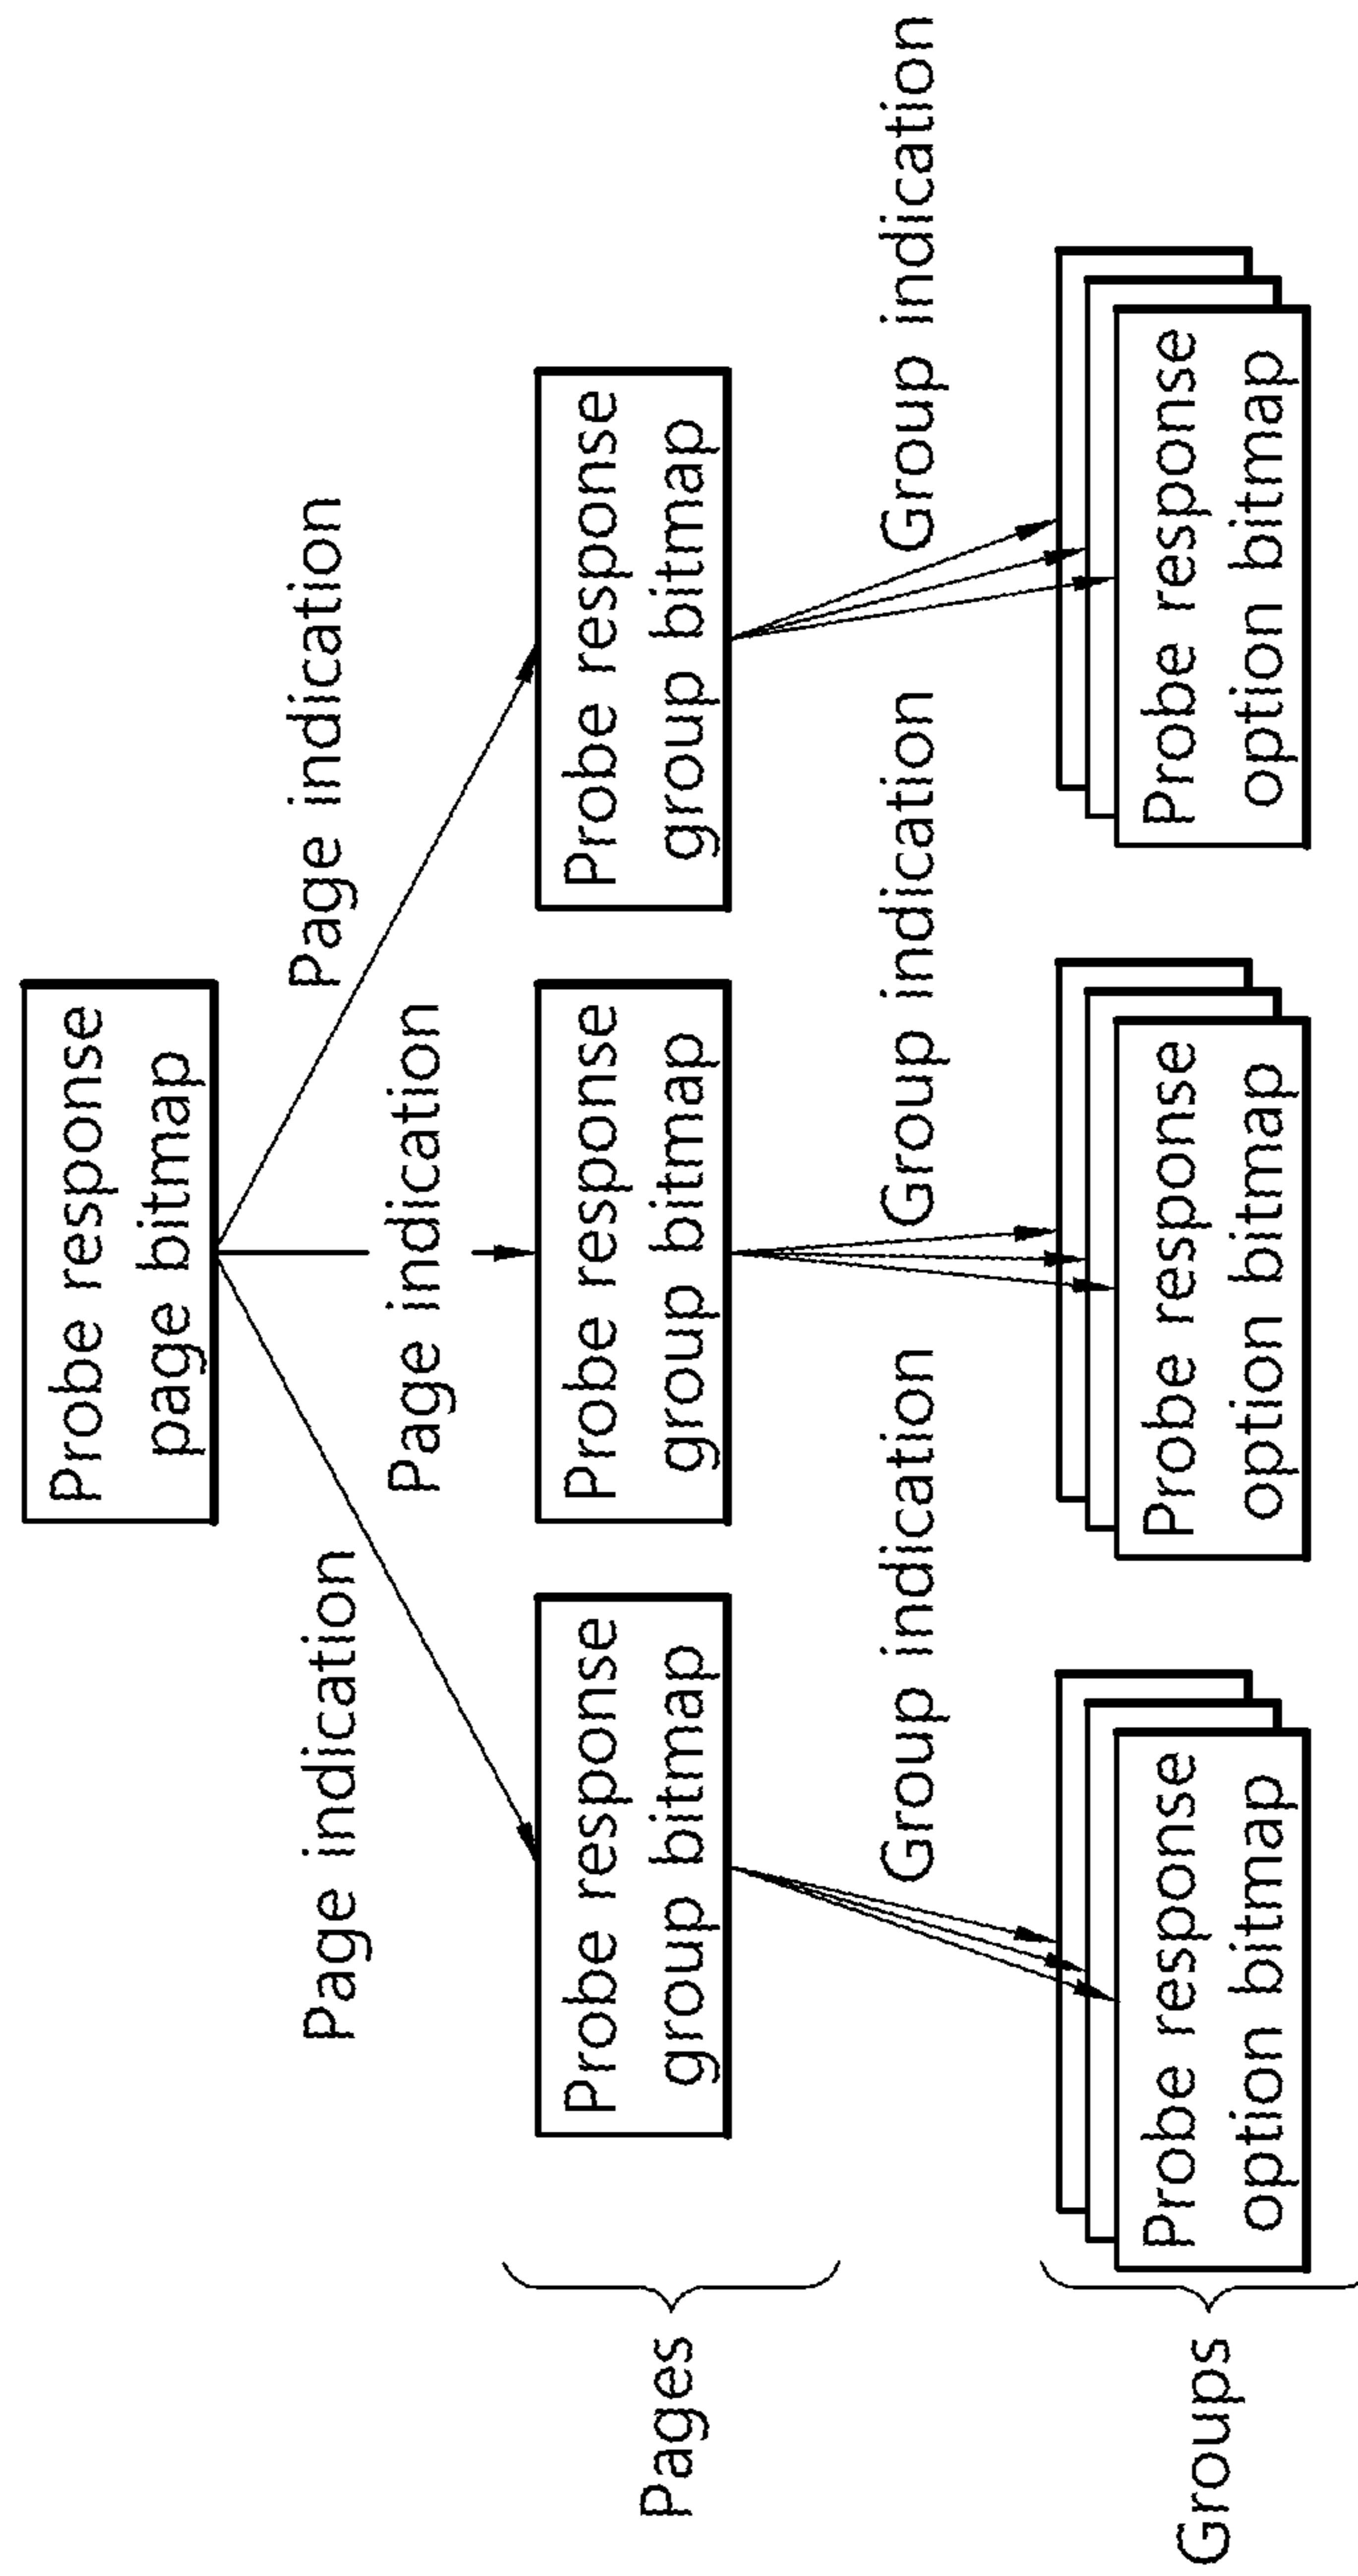 Probe response
page bitmap
Page indication
Page indication
Page indication
Pages
Probe response
group bitmap
Probe response
group bitmap
Probe response
group bitmap
Group indication
Group indication
Group indication
Groups
Probe response
option bitmap
Probe response
option bitmap
Probe response
option bitmap